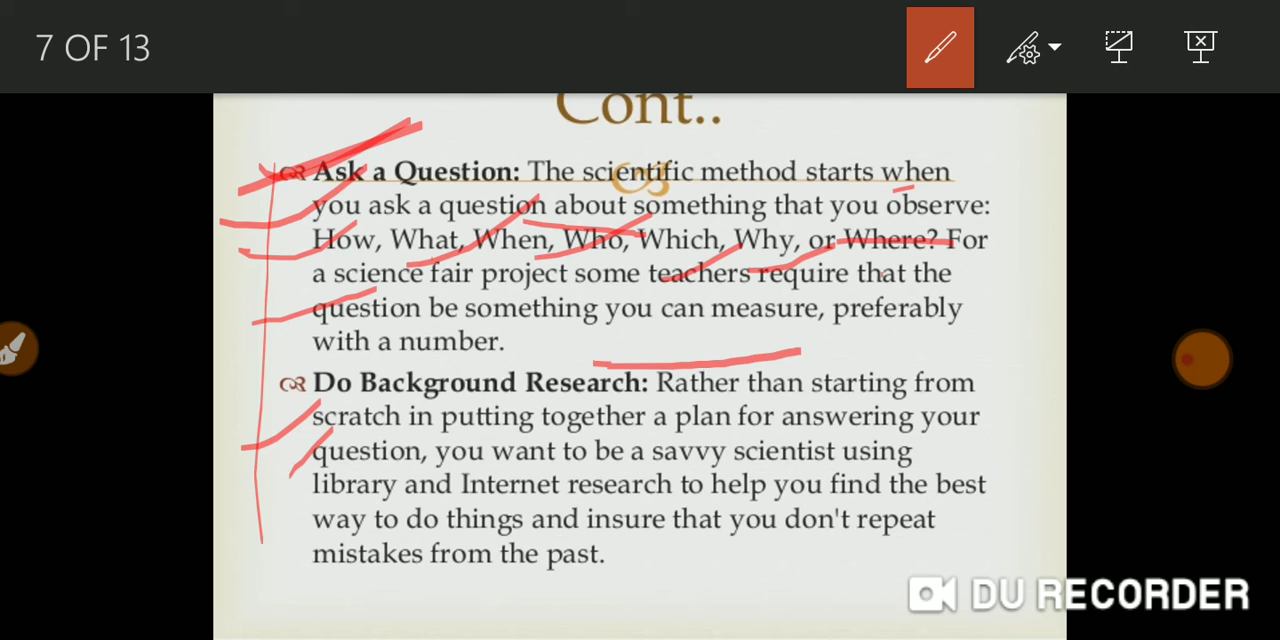 7 OF 13
Cont..
Ask a Question: The scientific method starts when
you ask a question about something that you observe:
How, What, When, Who, Which, Why, or Where? For
a science fair project some teachers require that the
question be something you can measure, preferably
with a number.
Do Background Research: Rather than starting from
scratch in putting together a plan for answering your
question, you want to be a savvy scientist using
library and Internet research to help you find the best
way to do things and insure that you don't repeat
mistakes from the past.
DU RECORDER